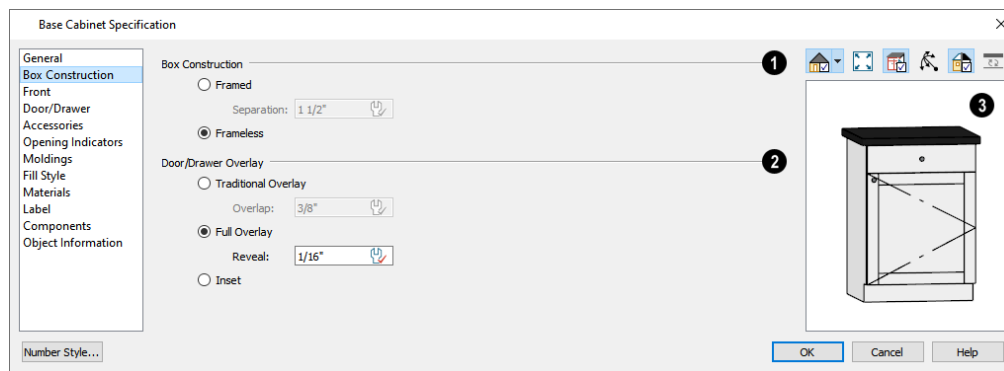 Base Cabinet Specification
General
Box Construction
Front
Door/Drawer
Accessories
Opening Indicators
Moldings
Fill Style
Materials
Label
Components
Object Information
Number Style...
Box Construction
1
Framed
Separation: 1 1/2"
Frameless
Door/Drawer Overlay
2
Traditional Overlay
Overlap: 3/8"
Full Overlay
Reveal: 1/16"
Inset
3
OK
Cancel
Help